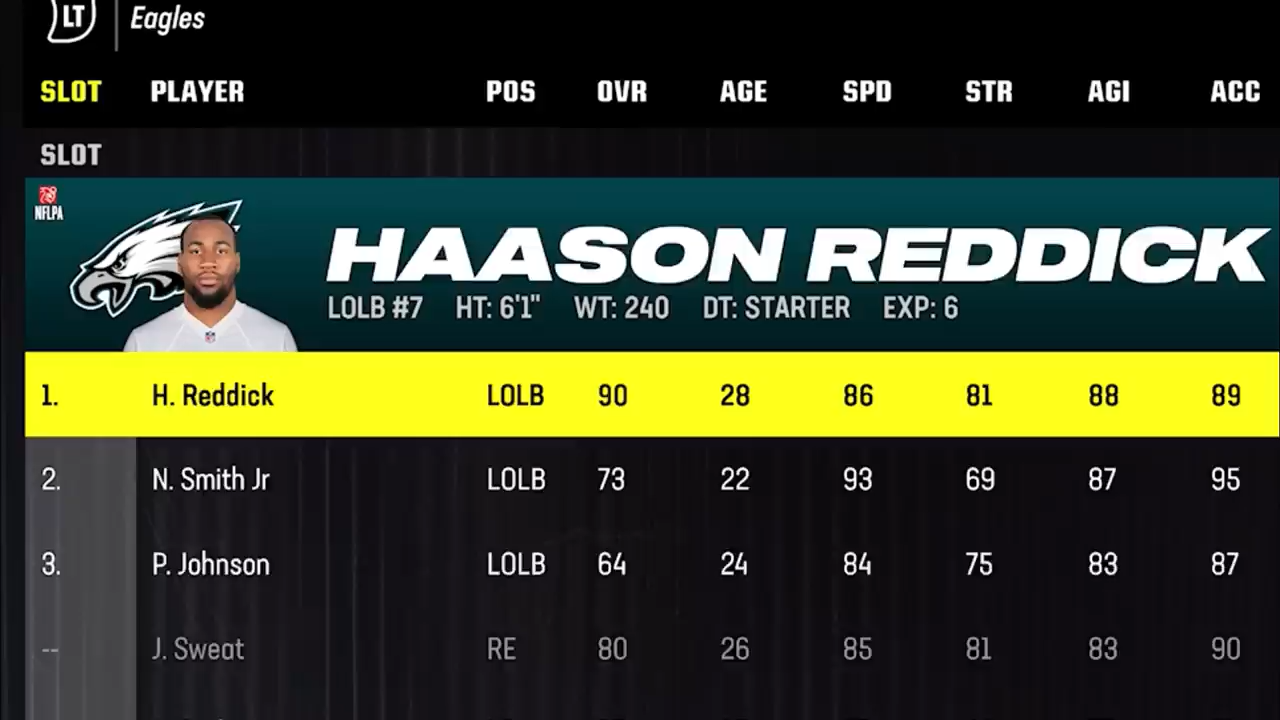 LT Eagles
SLOT PLAYER POS OVR AGE SPD STR AGI ACC
SLOT
NFLPA
HAASON REDDICK
LOLB #7 HT: 6'1" WT: 240 DT: STARTER EXP: 6
1. H. Reddick LOLB 90 28 86 81 88 89
2. N. Smith Jr LOLB 73 22 93 69 87 95
3. P. Johnson LOLB 64 24 84 75 83 87
-- J. Sweat RE 80 26 85 81 83 90